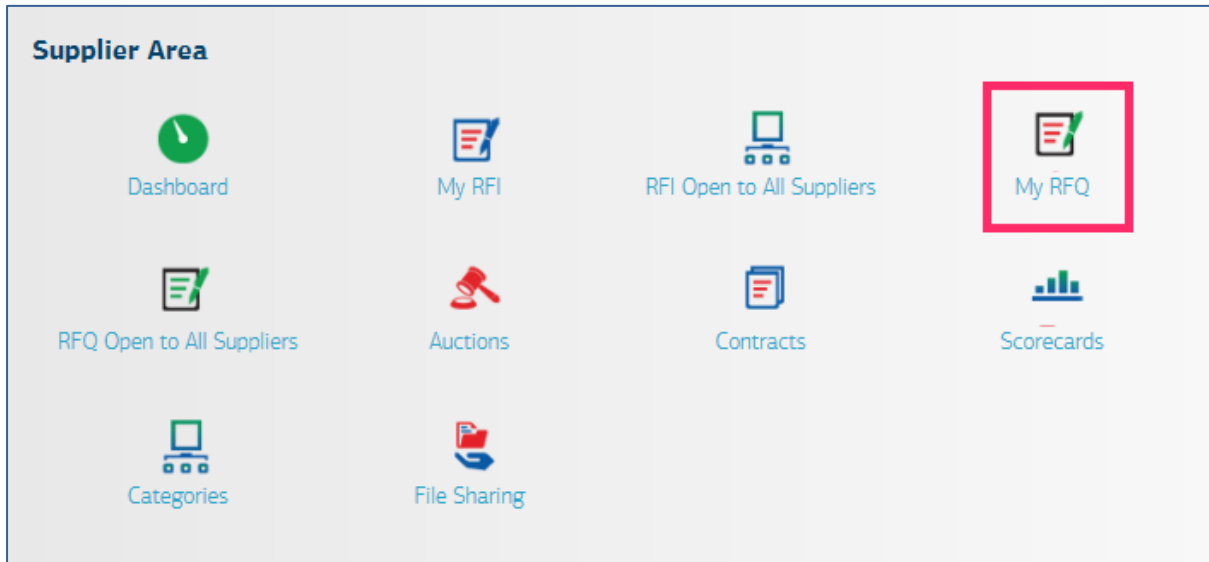 Supplier Area
Dashboard
My RFI
RFI Open to All Suppliers
My RFQ
RFQ Open to All Suppliers
Auctions
Contracts
Scorecards
Categories
File Sharing